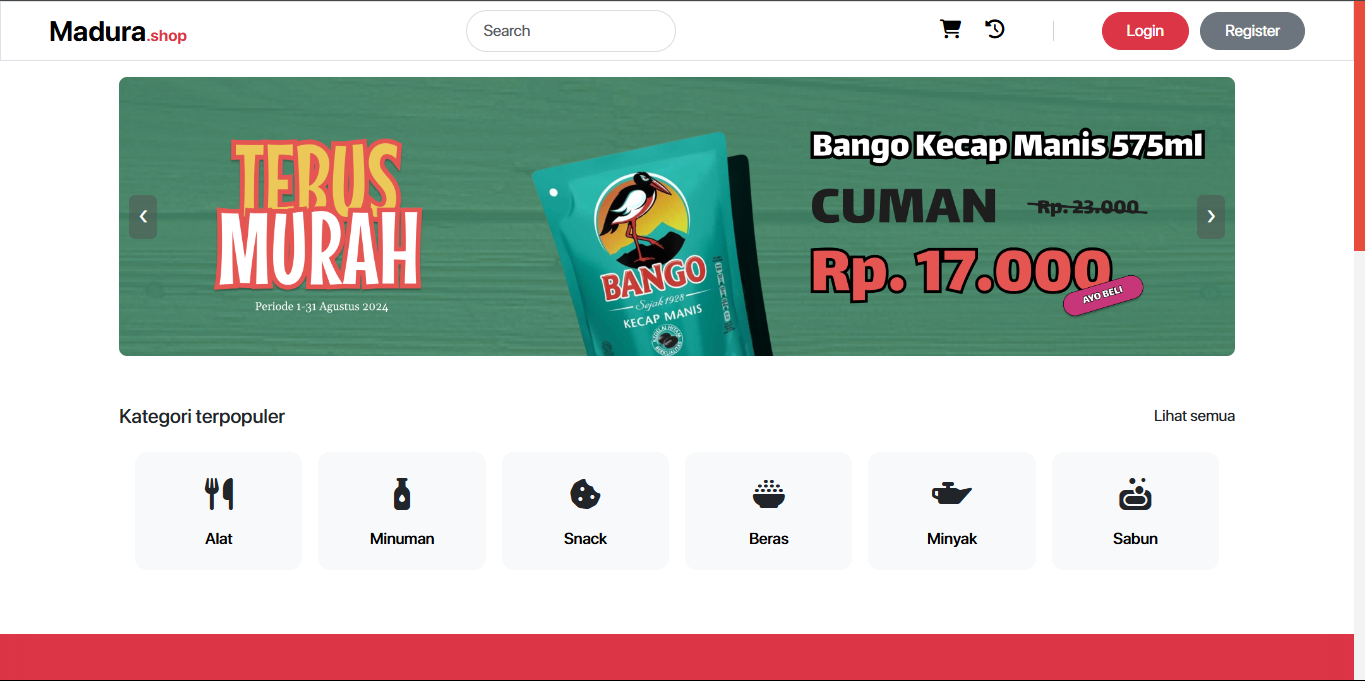 Madura.shop
Search
Login
Register
TERUS
MURAH
Periode 1-31 Agustus 2024
BANGO
Sejak 1928
KECAP MANIS
Bango Kecap Manis 575ml
CUMAN
Rp. 23.000
Rp. 17.000
AYO BELI
Kategori terpopuler
Lihat semua
Alat
Minuman
Snack
Beras
Minyak
Sabun